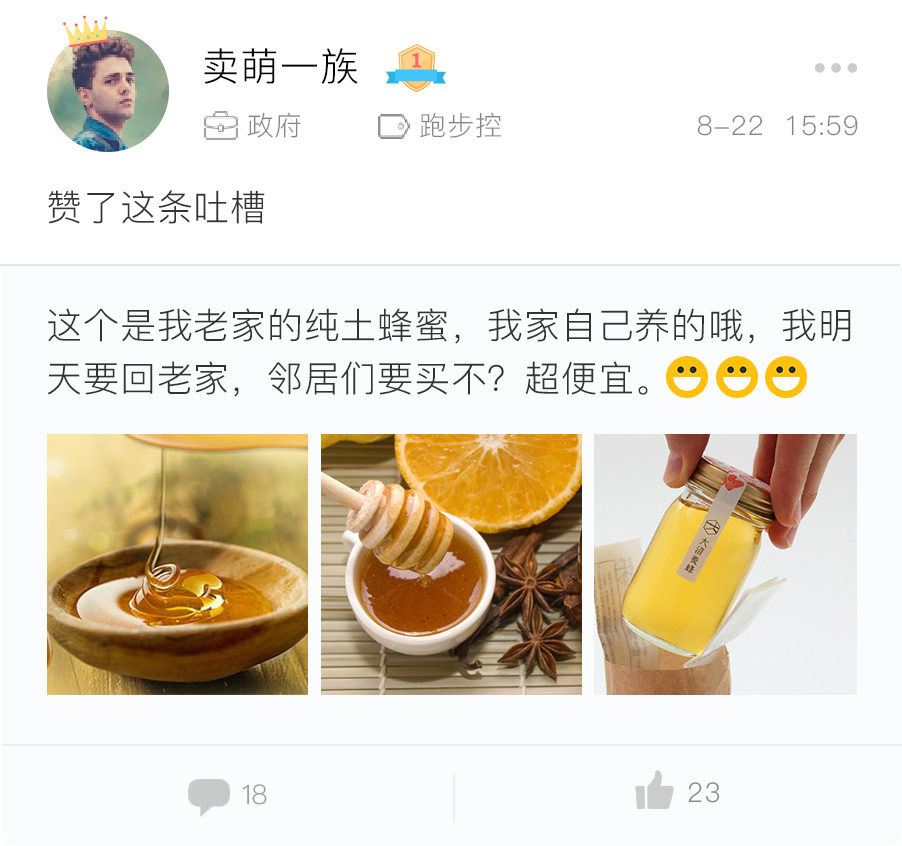 卖萌一族
1
政府 跑步控 8-22 15:59
赞了这条吐槽
这个是我老家的纯土蜂蜜，我家自己养的哦，我明
天要回老家，邻居们要买不？超便宜。
大沼養蜂
18 23